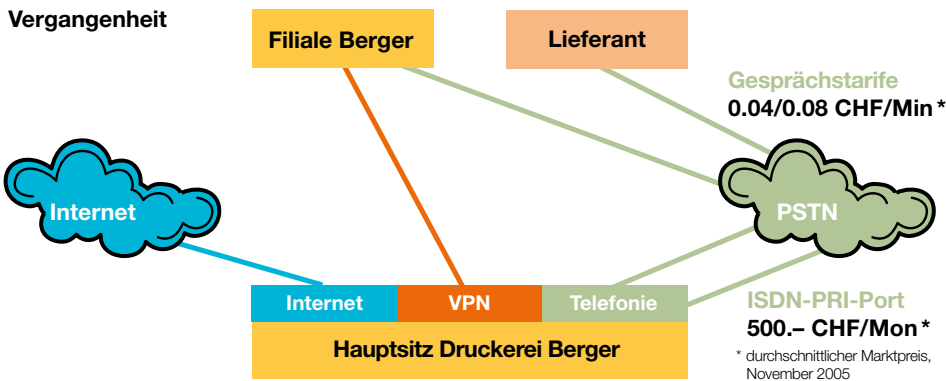 Vergangenheit
Filiale Berger
Lieferant
Gesprächstarife
0.04/0.08 CHF/Min *
Internet
PSTN
Internet
VPN
Telefonie
Hauptsitz Druckerei Berger
ISDN-PRI-Port
500.– CHF/Mon *
* durchschnittlicher Marktpreis,
November 2005